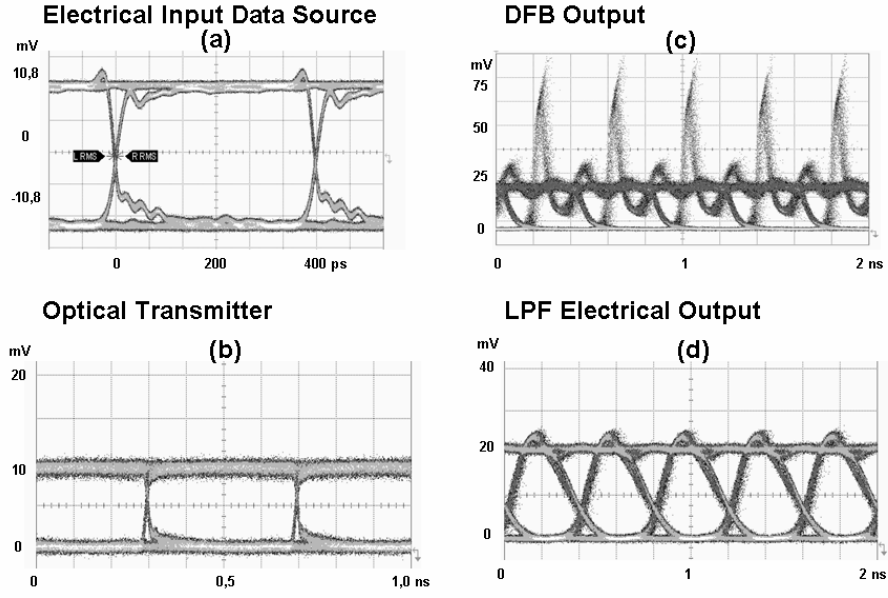 Electrical Input Data Source
(a)
mV
10,8
0
-10,8
L RMS
R RMS
0
200
400 ps
DFB Output
(c)
mV
75
50
25
0
1
2 ns
Optical Transmitter
(b)
mV
20
10
0
0
0,5
1,0 ns
LPF Electrical Output
(d)
mV
40
20
0
0
1
2 ns